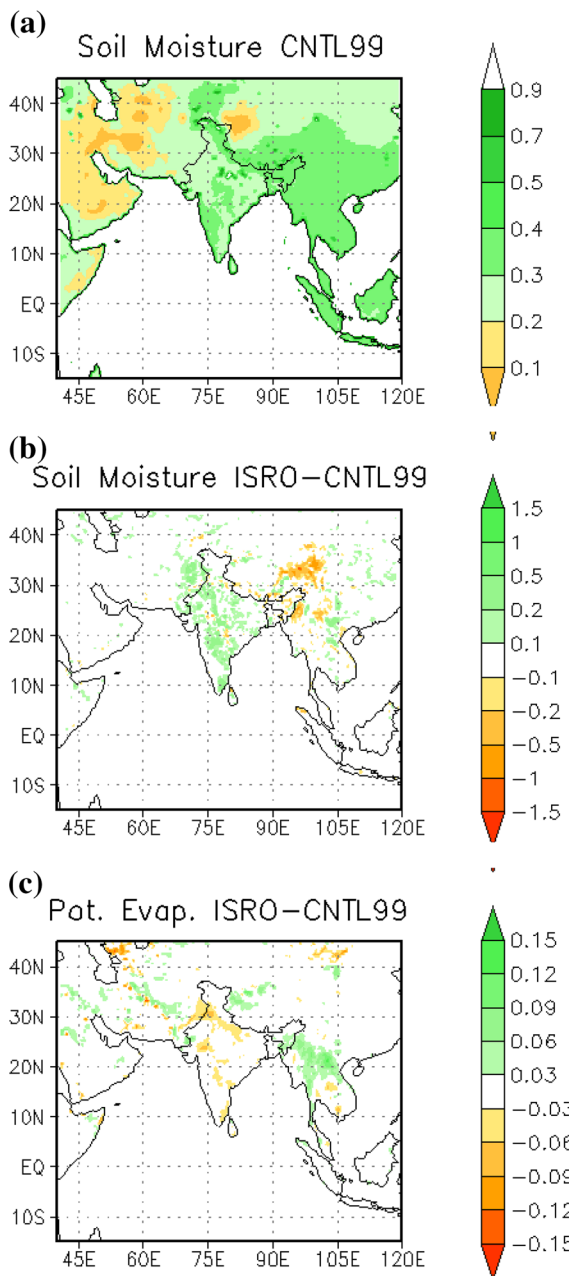 (a)
Soil Moisture CNTL99
40N
30N
20N
10N
EQ
10S
45E 60E 75E 90E 105E 120E
0.9
0.7
0.5
0.4
0.3
0.2
0.1
(b)
Soil Moisture ISRO−CNTL99
40N
30N
20N
10N
EQ
10S
45E 60E 75E 90E 105E 120E
1.5
1
0.5
0.2
0.1
−0.1
−0.2
−0.5
−1
−1.5
(c)
Pot. Evap. ISRO−CNTL99
40N
30N
20N
10N
EQ
10S
45E 60E 75E 90E 105E 120E
0.15
0.12
0.09
0.06
0.03
−0.03
−0.06
−0.09
−0.12
−0.15